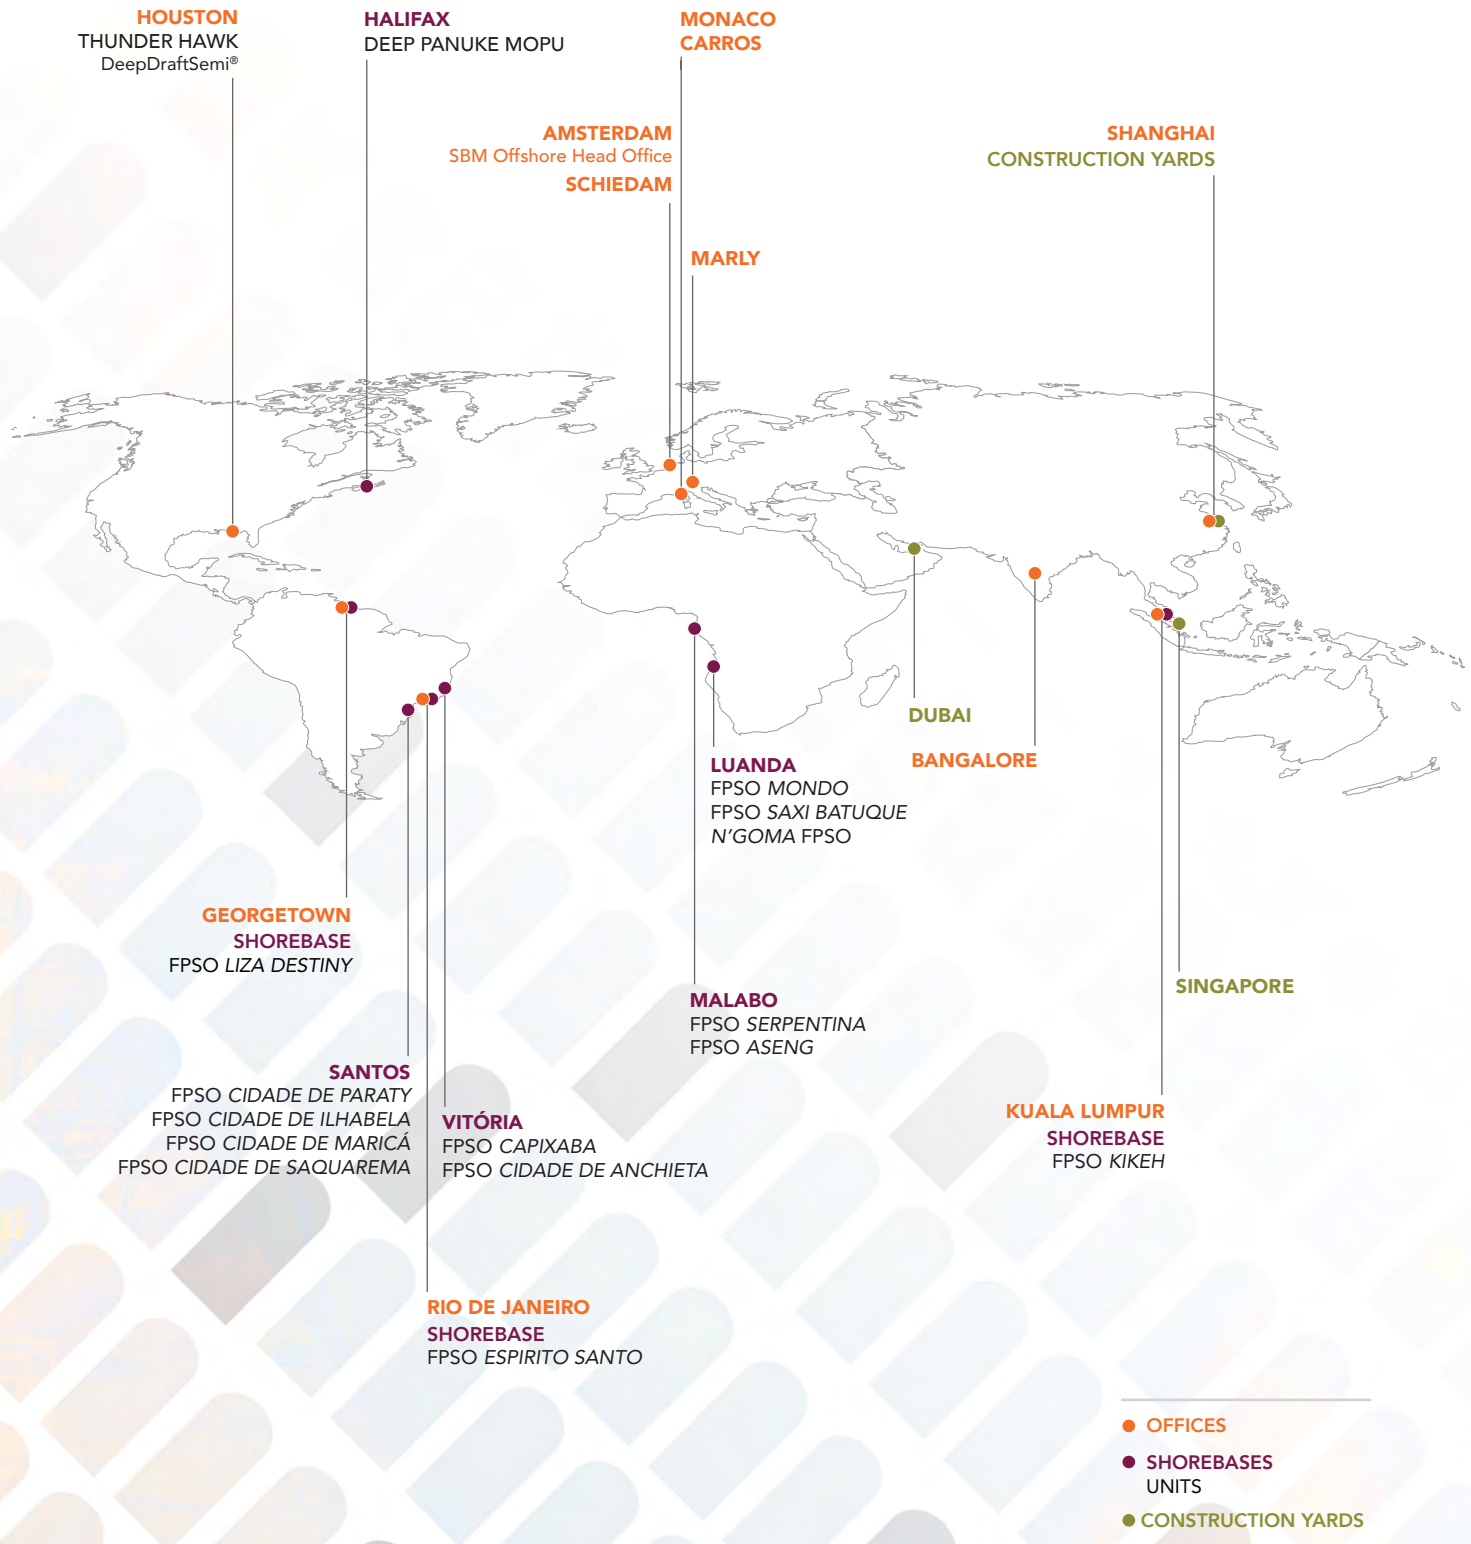 HOUSTON
THUNDER HAWK
DeepDraftSemi®
HALIFAX
DEEP PANUKE MOPU
MONACO
CARROS
AMSTERDAM
SBM Offshore Head Office
SCHIEDAM
SHANGHAI
CONSTRUCTION YARDS
MARLY
DUBAI
BANGALORE
LUANDA
FPSO MONDO
FPSO SAXI BATUQUE
N'GOMA FPSO
GEORGETOWN
SHOREBASE
FPSO LIZA DESTINY
SINGAPORE
MALABO
FPSO SERPENTINA
FPSO ASENG
SANTOS
FPSO CIDADE DE PARATY
FPSO CIDADE DE ILHABELA
FPSO CIDADE DE MARICÁ
FPSO CIDADE DE SAQUAREMA
VITÓRIA
FPSO CAPIXABA
FPSO CIDADE DE ANCHIETA
KUALA LUMPUR
SHOREBASE
FPSO KIKEH
RIO DE JANEIRO
SHOREBASE
FPSO ESPIRITO SANTO
OFFICES
SHOREBASES
UNITS
CONSTRUCTION YARDS